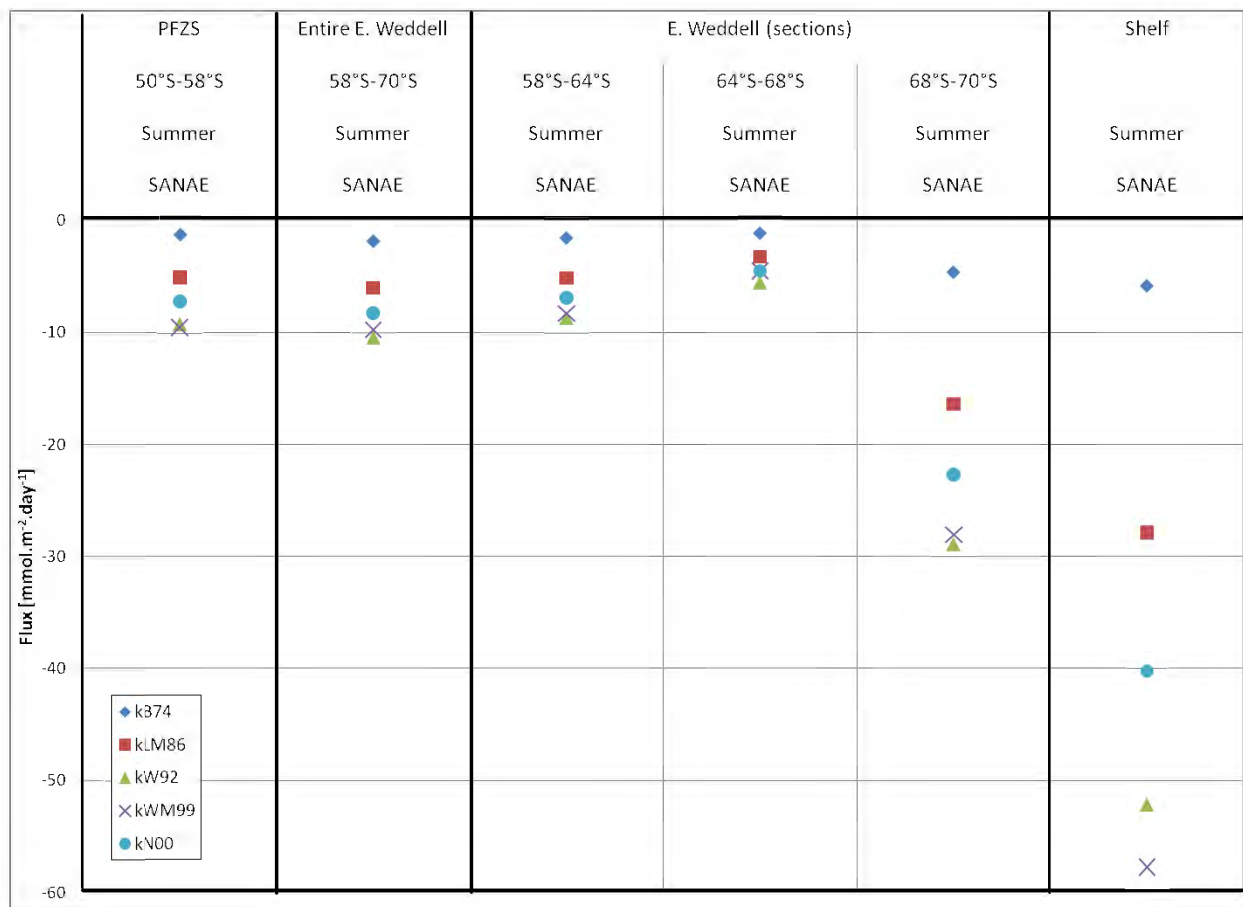 PFZS Entire E. Weddell E. Weddell (sections) Shelf
50°S-58°S 58°S-70°S 58°S-64°S 64°S-68°S 68°S-70°S
Summer Summer Summer Summer Summer Summer
SANAE SANAE SANAE SANAE SANAE SANAE
0
-10
-20
-30
-40
-50
-60
Flux [mmol.m⁻².day⁻¹]
kB74
kLM86
kW92
kWM99
kN00